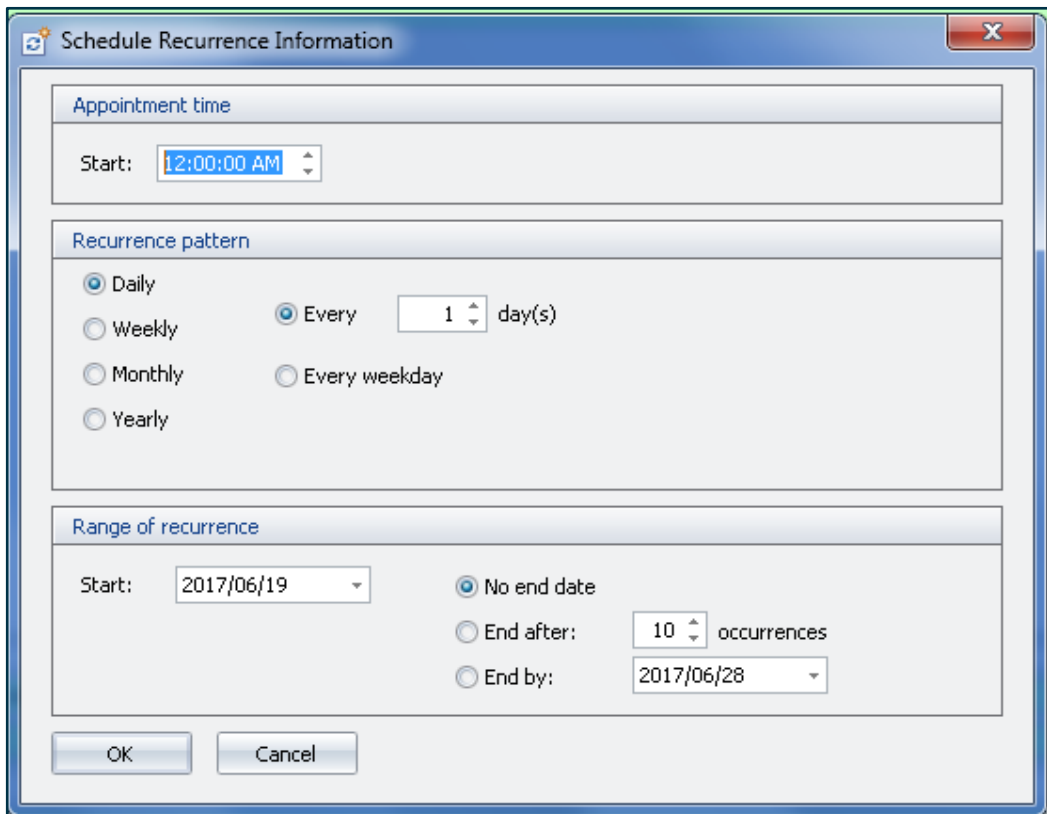 Schedule Recurrence Information
Appointment time
Start: 12:00:00 AM
Recurrence pattern
Daily
Every 1 day(s)
Weekly
Monthly
Every weekday
Yearly
Range of recurrence
Start: 2017/06/19
No end date
End after: 10 occurrences
End by: 2017/06/28
OK Cancel